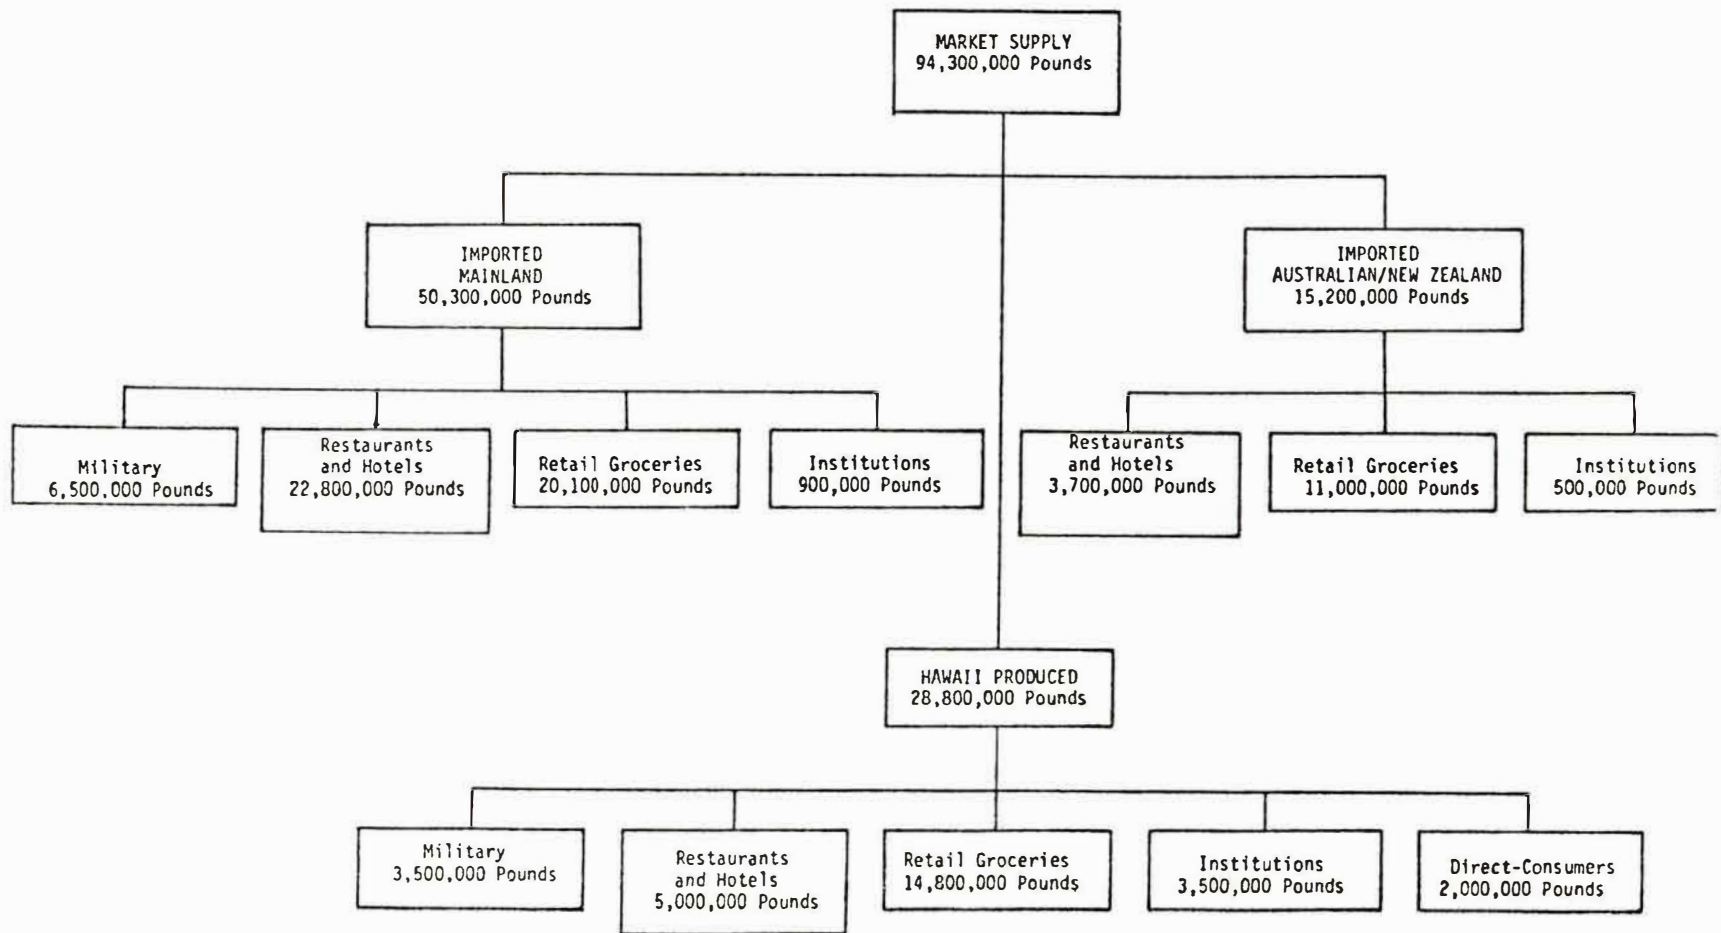 MARKET SUPPLY
94,300,000 Pounds
IMPORTED
MAINLAND
50,300,000 Pounds
IMPORTED
AUSTRALIAN/NEW ZEALAND
15,200,000 Pounds
Military
6,500,000 Pounds
Restaurants
and Hotels
22,800,000 Pounds
Retail Groceries
20,100,000 Pounds
Institutions
900,000 Pounds
Restaurants
and Hotels
3,700,000 Pounds
Retail Groceries
11,000,000 Pounds
Institutions
500,000 Pounds
HAWAII PRODUCED
28,800,000 Pounds
Military
3,500,000 Pounds
Restaurants
and Hotels
5,000,000 Pounds
Retail Groceries
14,800,000 Pounds
Institutions
3,500,000 Pounds
Direct-Consumers
2,000,000 Pounds